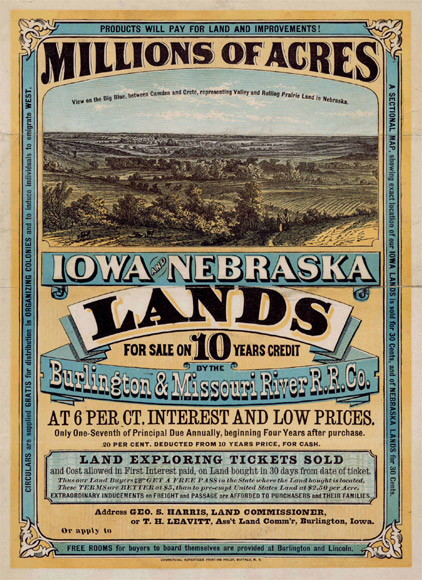 PRODUCTS WILL PAY FOR LAND AND IMPROVEMENTS!
MILLIONS OF ACRES
View on the Big Blue, between Camden and Crete, representing Valley and Rolling Prairie Land in Nebraska.
IOWA AND NEBRASKA
LANDS
FOR SALE ON 10 YEARS CREDIT
BY THE
Burlington & Missouri River R.R.Co.
AT 6 PER CT. INTEREST AND LOW PRICES.
Only One-Seventh of Principal Due Annually, beginning Four Years after purchase.
20 PER CENT. DEDUCTED FROM 10 YEARS PRICE, FOR CASH.
LAND EXPLORING TICKETS SOLD
and Cost allowed in First Interest paid, on Land bought in 30 days from date of ticket.
Thus our Land Buyers GET A FREE PASS in the State where the Land bought is located.
These TERMS are BETTER at $5, than to pre-empt United States Land at $2.50 per Acre.
EXTRAORDINARY INDUCEMENTS on FREIGHT and PASSAGE are AFFORDED TO PURCHASERS and THEIR FAMILIES.
Address GEO. S. HARRIS, LAND COMMISSIONER,
or T. H. LEAVITT, Ass't Land Comm'r, Burlington, Iowa.
Or apply to
FREE ROOMS for buyers to board themselves are provided at Burlington and Lincoln.
CIRCULARS are supplied GRATIS for distribution in ORGANIZING COLONIES and to induce individuals to emigrate WEST.
A SECTIONAL MAP, showing exact location of our IOWA LANDS is sold for 30 Cents, and of NEBRASKA LANDS for 30 Cents.
COMMERCIAL ADVERTISER PRINTING HOUSE, BUFFALO, N. Y.